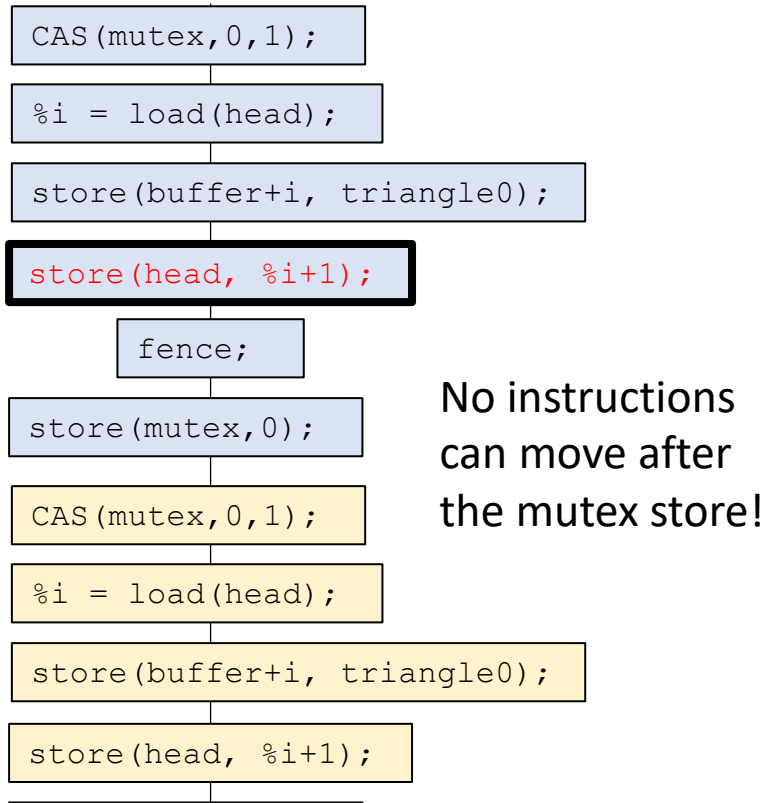 CAS(mutex,0,1);
%i = load(head);
store(buffer+i, triangle0);
store(head, %i+1);
fence;
store(mutex,0);
No instructions
can move after
the mutex store!
CAS(mutex,0,1);
%i = load(head);
store(buffer+i, triangle0);
store(head, %i+1);